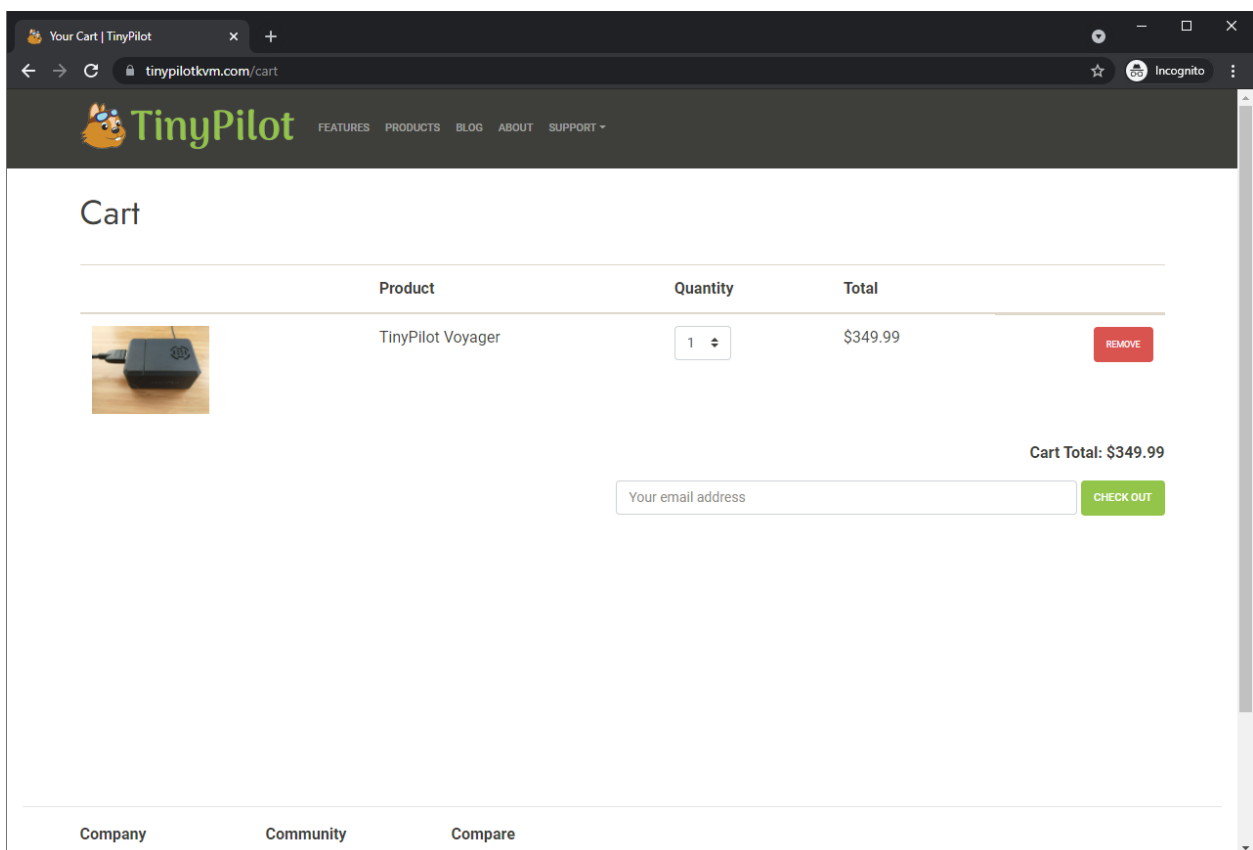 Your Cart | TinyPilot
tinypilotkvm.com/cart
Incognito
TinyPilot FEATURES PRODUCTS BLOG ABOUT SUPPORT
Cart
Product Quantity Total
TinyPilot Voyager 1 $349.99 REMOVE
Cart Total: $349.99
Your email address CHECK OUT
Company Community Compare